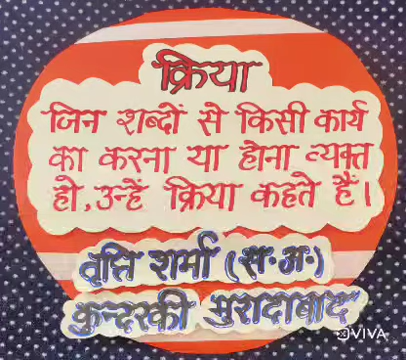 क्रिया
जिन शब्दों से किसी कार्य
का करना या होना व्यक्त
हो, उन्हें क्रिया कहते हैं।
वृत्ति शर्मा (स॰अ॰)
कुन्दरकी मुरादाबाद
VIVA